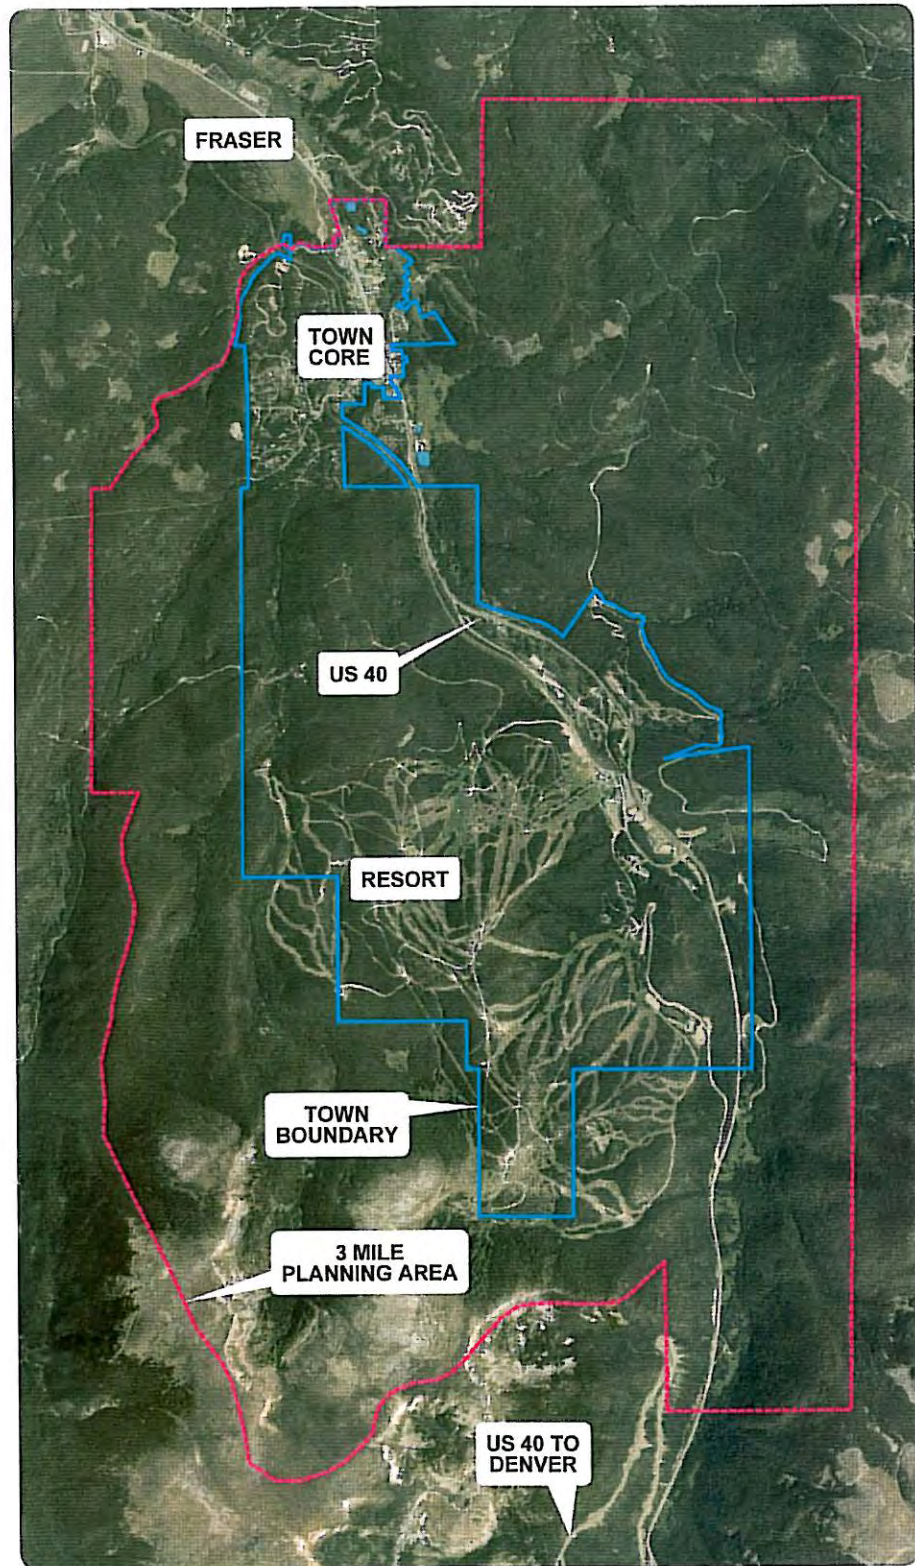 FRASER
TOWN
CORE
US 40
RESORT
TOWN
BOUNDARY
3 MILE
PLANNING AREA
US 40 TO
DENVER